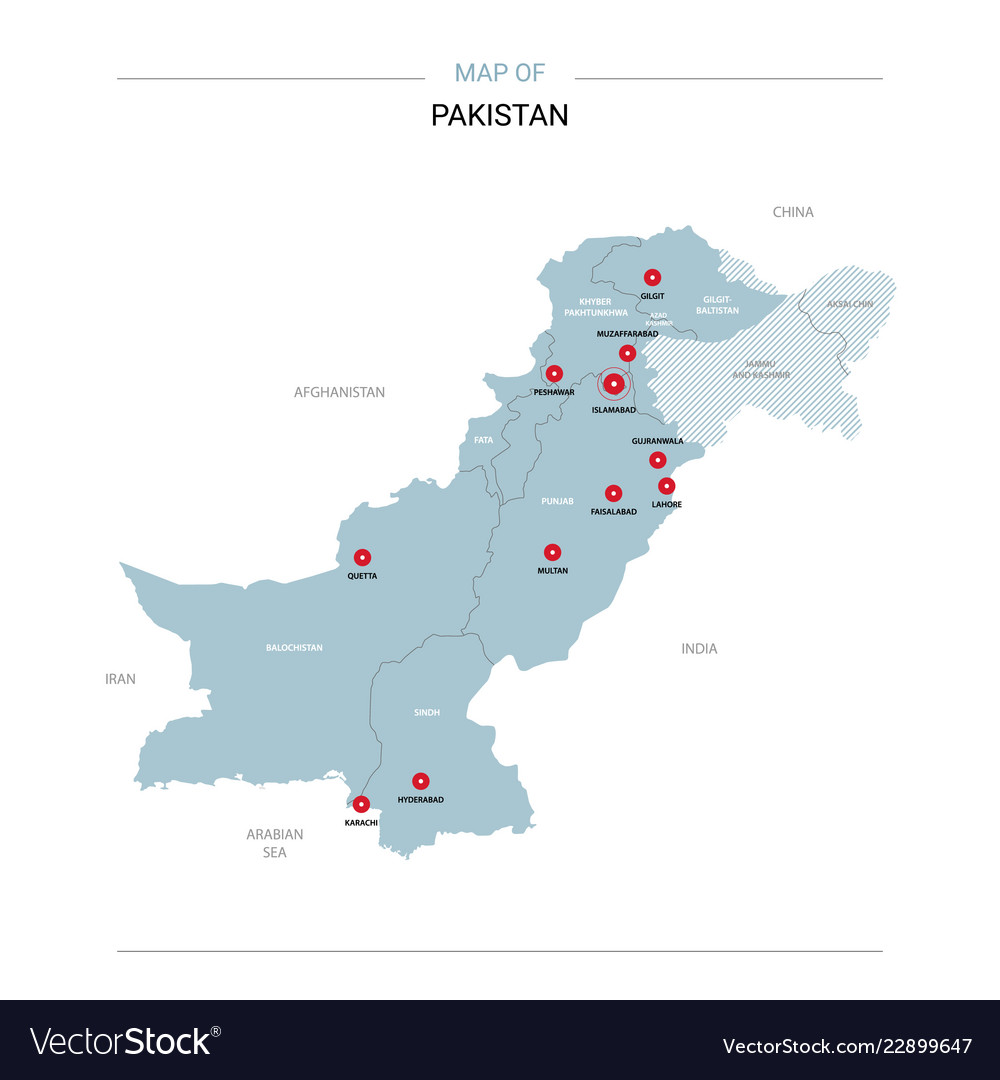 MAP OF
PAKISTAN
CHINA
GILGIT
GILGIT-
BALTISTAN
AKSAI CHIN
KHYBER
PAKHTUNKHWA
AZAD
KASHMIR
MUZAFFARABAD
JAMMU
AND KASHMIR
AFGHANISTAN
PESHAWAR
ISLAMABAD
FATA
GUJRANWALA
PUNJAB
FAISALABAD
LAHORE
QUETTA
MULTAN
BALOCHISTAN
INDIA
IRAN
SINDH
HYDERABAD
KARACHI
ARABIAN
SEA
VectorStock®
VectorStock.com/22899647